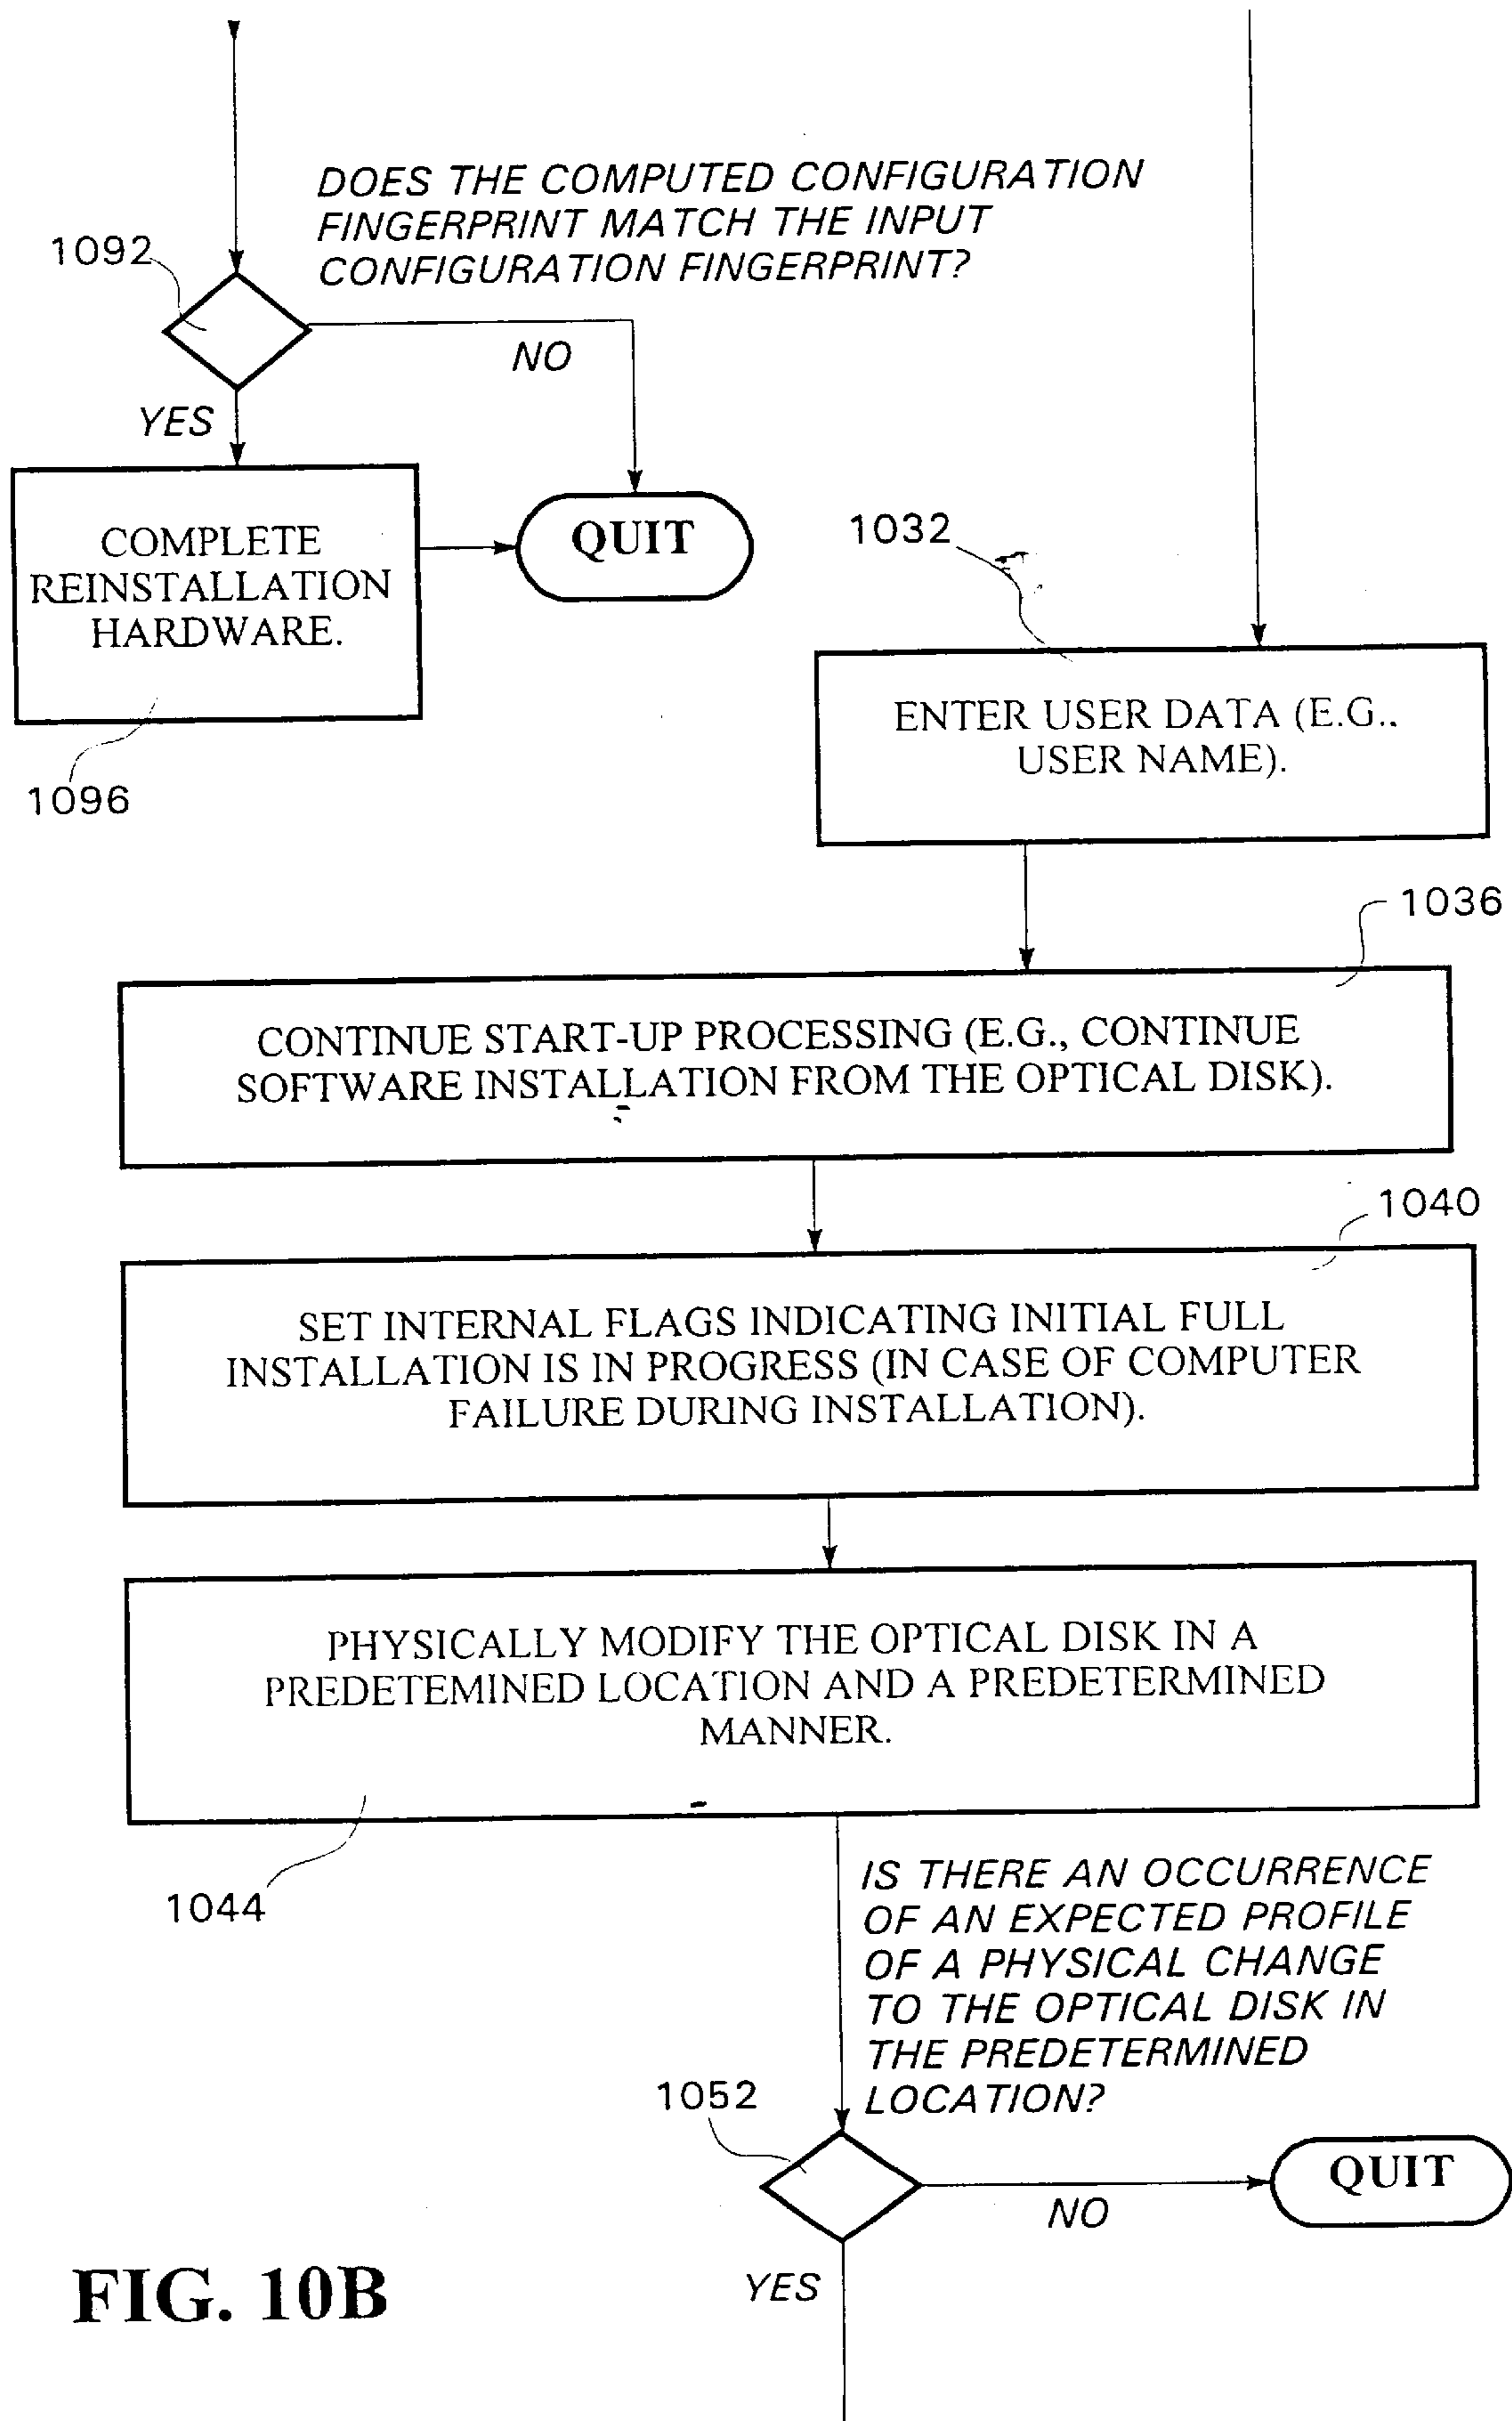 DOES THE COMPUTED CONFIGURATION
FINGERPRINT MATCH THE INPUT
CONFIGURATION FINGERPRINT?
1092
NO
YES
COMPLETE
REINSTALLATION
HARDWARE.
QUIT
1096
1032
ENTER USER DATA (E.G..
USER NAME).
1036
CONTINUE START-UP PROCESSING (E.G., CONTINUE
SOFTWARE INSTALLATION FROM THE OPTICAL DISK).
1040
SET INTERNAL FLAGS INDICATING INITIAL FULL
INSTALLATION IS IN PROGRESS (IN CASE OF COMPUTER
FAILURE DURING INSTALLATION).
PHYSICALLY MODIFY THE OPTICAL DISK IN A
PREDETEMINED LOCATION AND A PREDETERMINED
MANNER.
1044
IS THERE AN OCCURRENCE
OF AN EXPECTED PROFILE
OF A PHYSICAL CHANGE
TO THE OPTICAL DISK IN
THE PREDETERMINED
LOCATION?
1052
QUIT
NO
YES
FIG. 10B